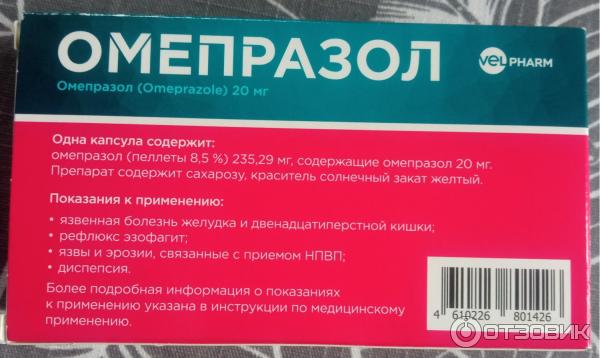 ОМЕПРАЗОЛ
VELPHARM
Омепразол (Omeprazole) 20 мг
Одна капсула содержит:
омепразол (пеллеты 8,5 %) 235,29 мг, содержащие омепразол 20 мг.
Препарат содержит сахарозу, краситель солнечный закат желтый.
Показания к применению:
• язвенная болезнь желудка и двенадцатиперстной кишки;
• рефлюкс эзофагит;
• язвы и эрозии, связанные с приемом НПВП;
• диспепсия.
Более подробная информация о показаниях
к применению указана в инструкции по медицинскому
применению.
4 610226 801426
ОТЗОВИК